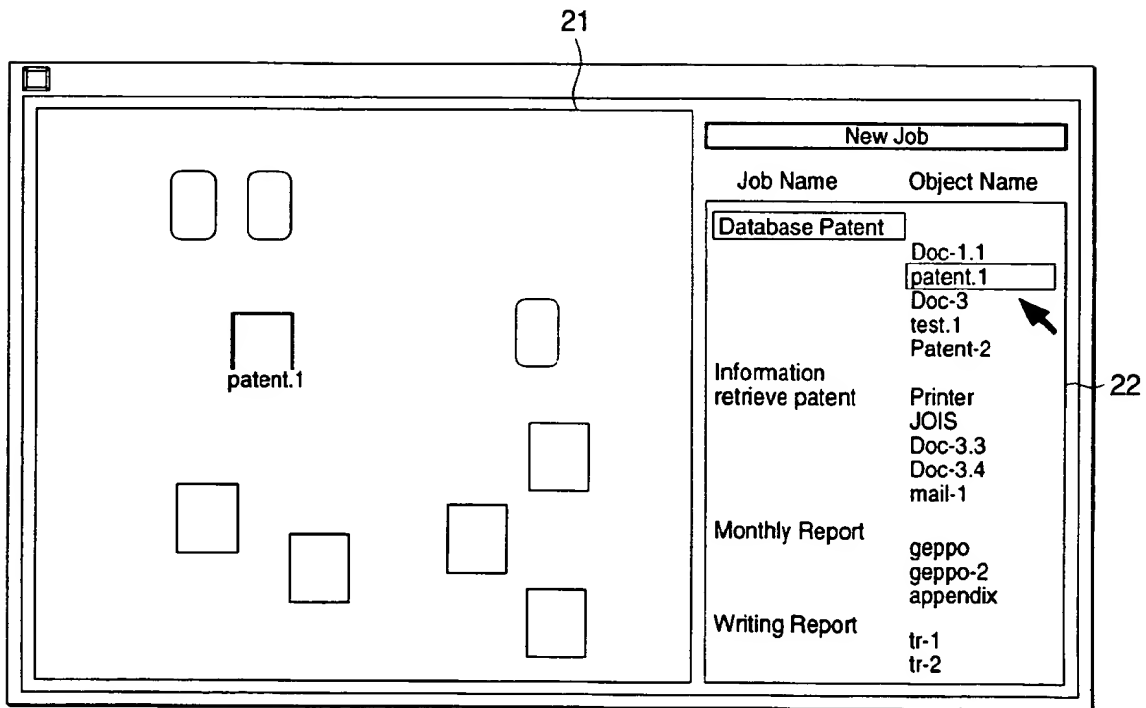 21
New Job
Job Name Object Name
Database Patent
Doc-1.1
patent.1
Doc-3
test.1
Patent-2
Information
retrieve patent Printer
JOIS
Doc-3.3
Doc-3.4
mail-1
Monthly Report
geppo
geppo-2
appendix
Writing Report
tr-1
tr-2
patent.1
22